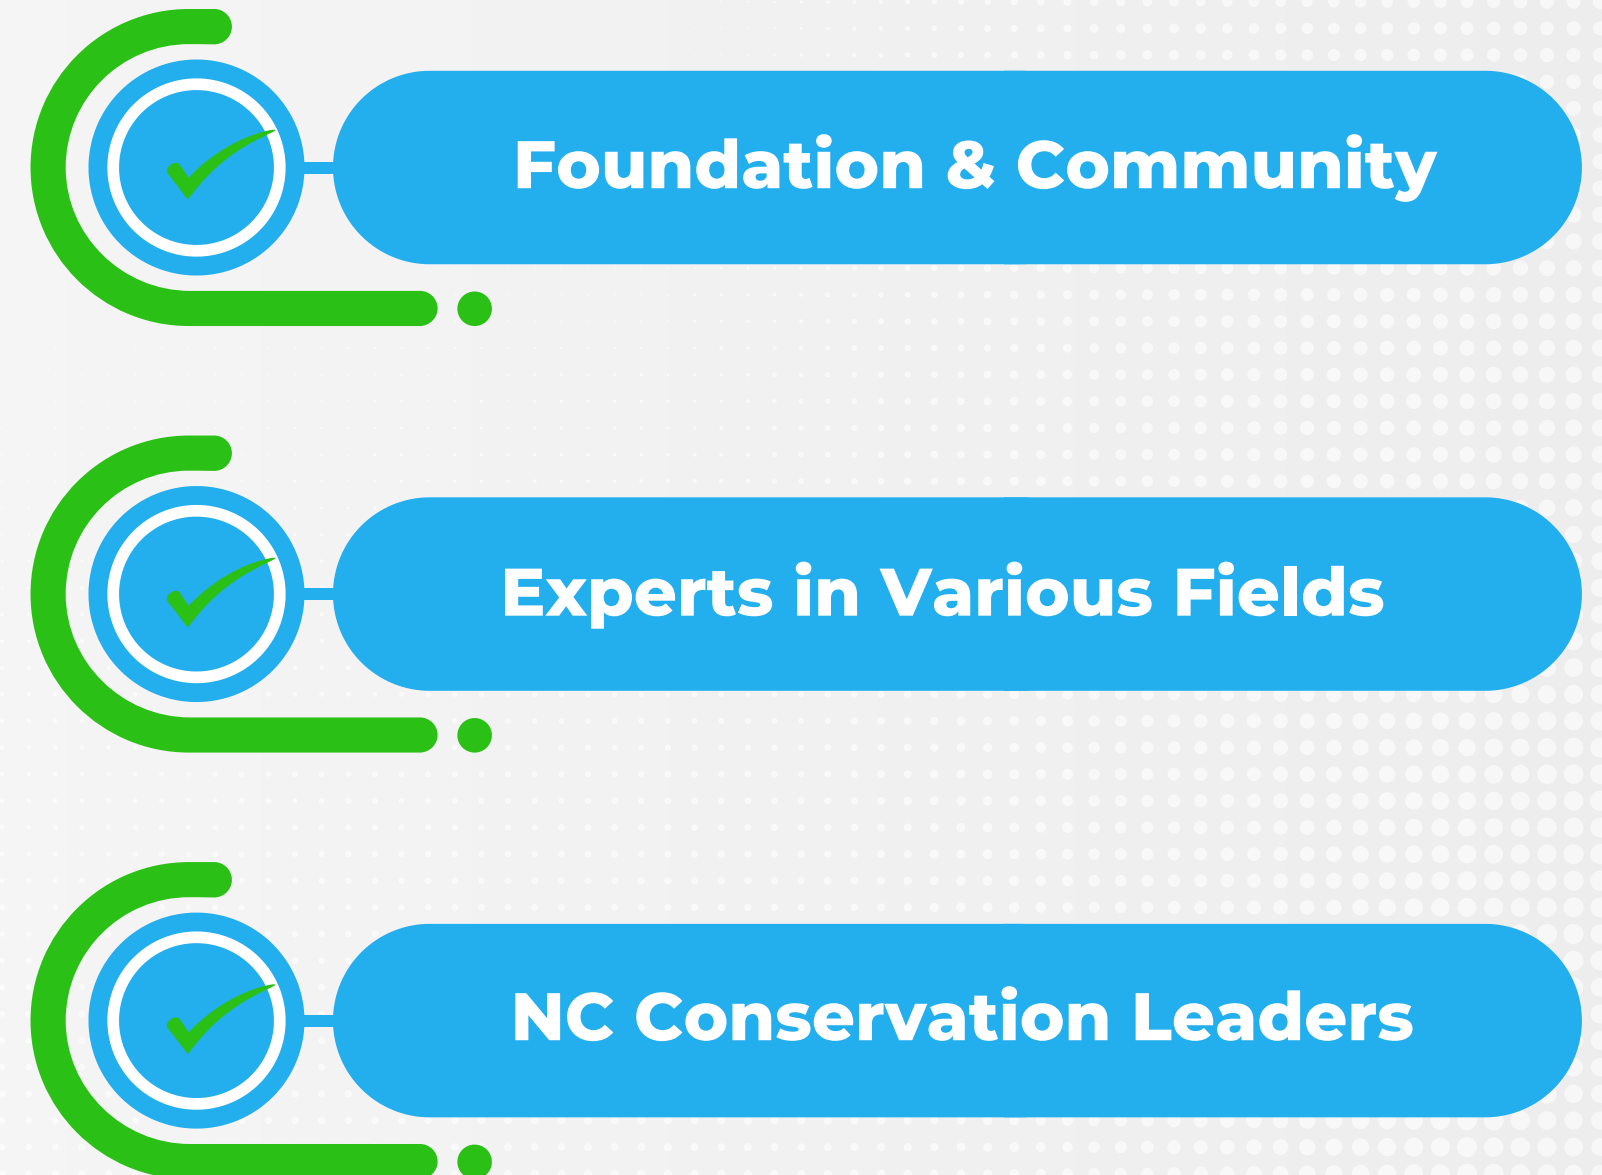 Foundation & Community
Experts in Various Fields
NC Conservation Leaders